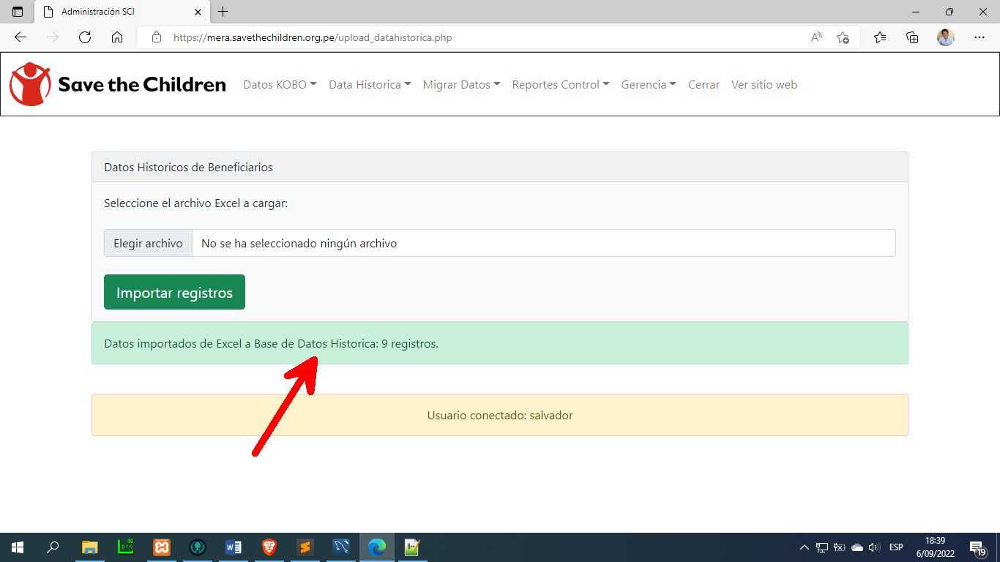 Administración SCI
https://mera.savethechildren.org.pe/upload_datahistorica.php
Save the Children
Datos KOBO Data Historica Migrar Datos Reportes Control Gerencia Cerrar Ver sitio web
Datos Historicos de Beneficiarios
Seleccione el archivo Excel a cargar:
Elegir archivo No se ha seleccionado ningún archivo
Importar registros
Datos importados de Excel a Base de Datos Historica: 9 registros.
Usuario conectado: salvador
ESP
18:39
6/09/2022
19